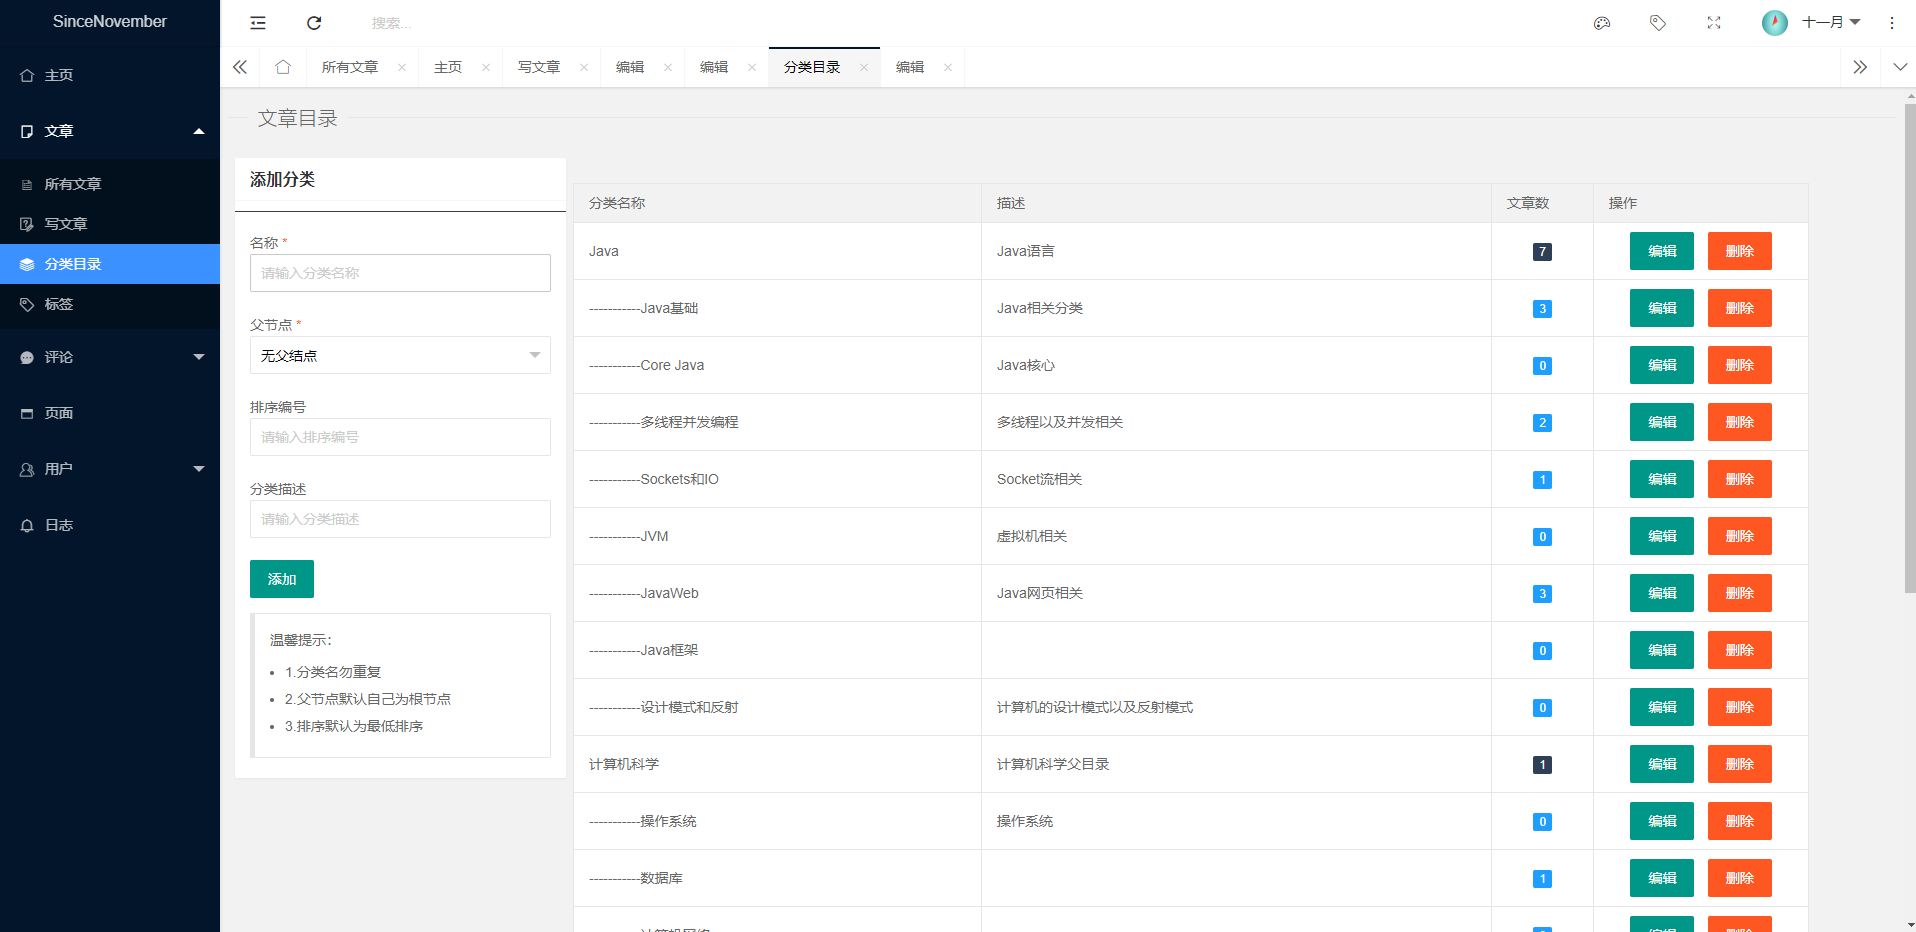 SinceNovember
搜索...
十一月
主页
文章
所有文章
写文章
分类目录
标签
评论
页面
用户
日志
所有文章 主页 写文章 编辑 编辑 分类目录 编辑
文章目录
添加分类
名称 *
请输入分类名称
父节点 *
无父结点
排序编号
请输入排序编号
分类描述
请输入分类描述
添加
温馨提示：
1.分类名勿重复
2.父节点默认自己为根节点
3.排序默认为最低排序
分类名称 描述 文章数 操作
Java Java语言 7 编辑 删除
-----------Java基础 Java相关分类 3 编辑 删除
-----------Core Java Java核心 0 编辑 删除
-----------多线程并发编程 多线程以及并发相关 2 编辑 删除
-----------Sockets和IO Socket流相关 1 编辑 删除
-----------JVM 虚拟机相关 0 编辑 删除
-----------JavaWeb Java网页相关 3 编辑 删除
-----------Java框架 0 编辑 删除
-----------设计模式和反射 计算机的设计模式以及反射模式 0 编辑 删除
计算机科学 计算机科学父目录 1 编辑 删除
-----------操作系统 操作系统 0 编辑 删除
-----------数据库 1 编辑 删除